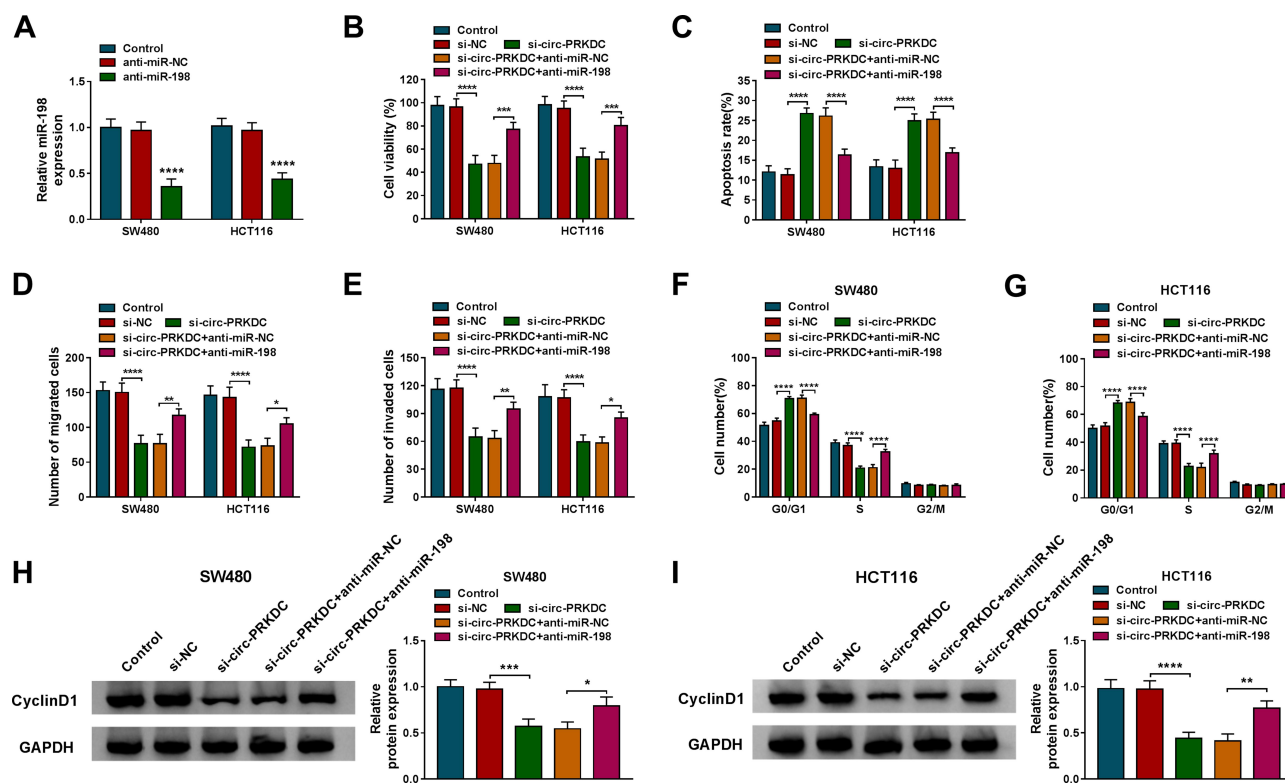 A
Control
anti-miR-NC
anti-miR-198
Relative miR-198
expression
1.5
1.0
0.5
0.0
****
****
SW480
HCT116
B
Control
si-NC
si-circ-PRKDC
si-circ-PRKDC+anti-miR-NC
si-circ-PRKDC+anti-miR-198
Cell viability(%)
120
100
80
60
40
20
0
****
***
****
***
SW480
HCT116
C
Control
si-NC
si-circ-PRKDC
si-circ-PRKDC+anti-miR-NC
si-circ-PRKDC+anti-miR-198
Apoptosis rate(%)
35
30
25
20
15
10
5
0
****
****
****
****
SW480
HCT116
D
Control
si-NC
si-circ-PRKDC
si-circ-PRKDC+anti-miR-NC
si-circ-PRKDC+anti-miR-198
Number of migrated cells
200
150
100
50
0
****
**
****
*
SW480
HCT116
E
Control
si-NC
si-circ-PRKDC
si-circ-PRKDC+anti-miR-NC
si-circ-PRKDC+anti-miR-198
Number of invaded cells
150
120
90
60
30
0
****
**
****
*
SW480
HCT116
F
SW480
Control
si-NC
si-circ-PRKDC
si-circ-PRKDC+anti-miR-NC
si-circ-PRKDC+anti-miR-198
Cell number(%)
100
80
60
40
20
0
****
****
****
****
G0/G1
S
G2/M
G
HCT116
Control
si-NC
si-circ-PRKDC
si-circ-PRKDC+anti-miR-NC
si-circ-PRKDC+anti-miR-198
Cell number(%)
100
80
60
40
20
0
****
****
****
****
G0/G1
S
G2/M
H
SW480
Control
si-NC
si-circ-PRKDC
si-circ-PRKDC+anti-miR-NC
si-circ-PRKDC+anti-miR-198
CyclinD1
GAPDH
SW480
Control
si-NC
si-circ-PRKDC
si-circ-PRKDC+anti-miR-NC
si-circ-PRKDC+anti-miR-198
Relative
protein expression
1.5
1.0
0.5
0.0
***
*
I
HCT116
Control
si-NC
si-circ-PRKDC
si-circ-PRKDC+anti-miR-NC
si-circ-PRKDC+anti-miR-198
CyclinD1
GAPDH
HCT116
Control
si-NC
si-circ-PRKDC
si-circ-PRKDC+anti-miR-NC
si-circ-PRKDC+anti-miR-198
Relative
protein expression
1.5
1.0
0.5
0.0
****
**